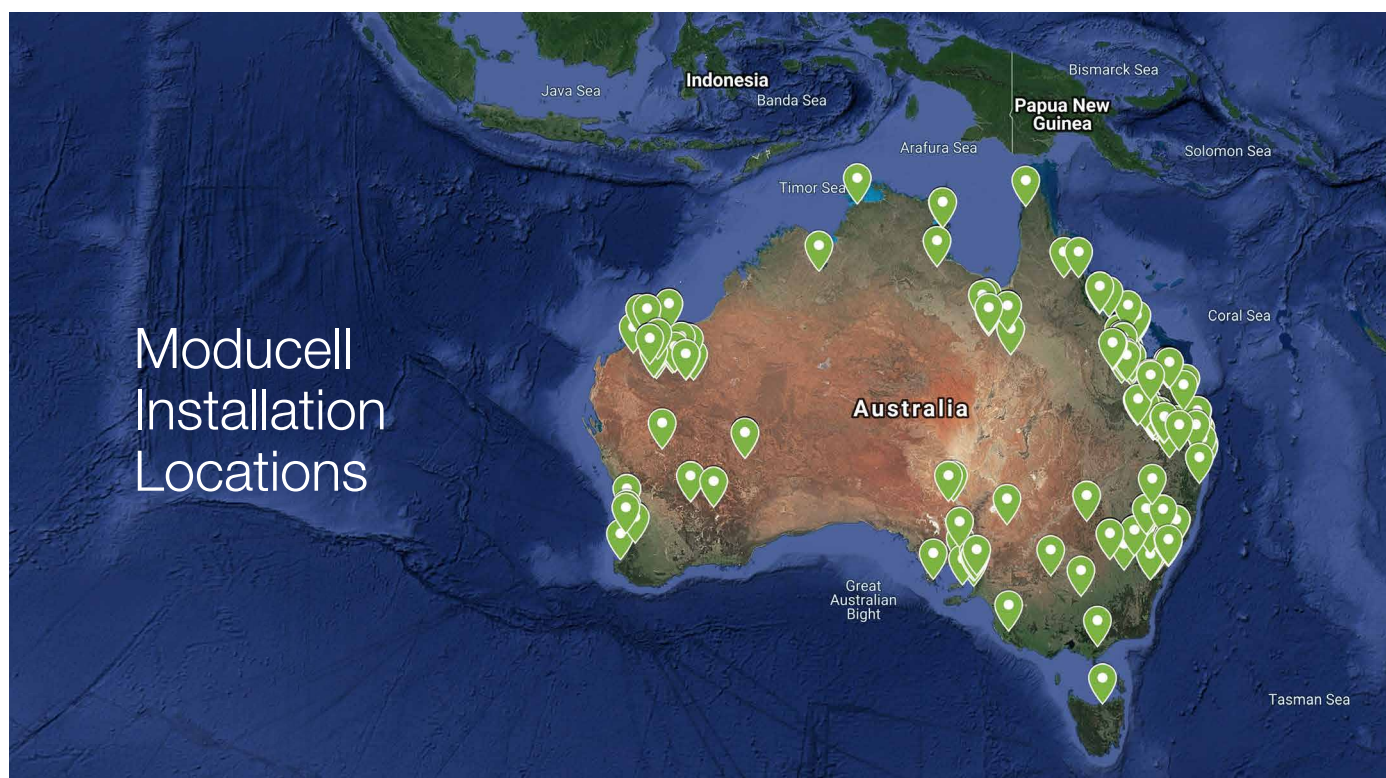 Indonesia
Java Sea
Banda Sea
Bismarck Sea
Papua New
Guinea
Arafura Sea
Solomon Sea
Timor Sea
Coral Sea
Moducell
Installation
Locations
Australia
Great
Australian
Bight
Tasman Sea